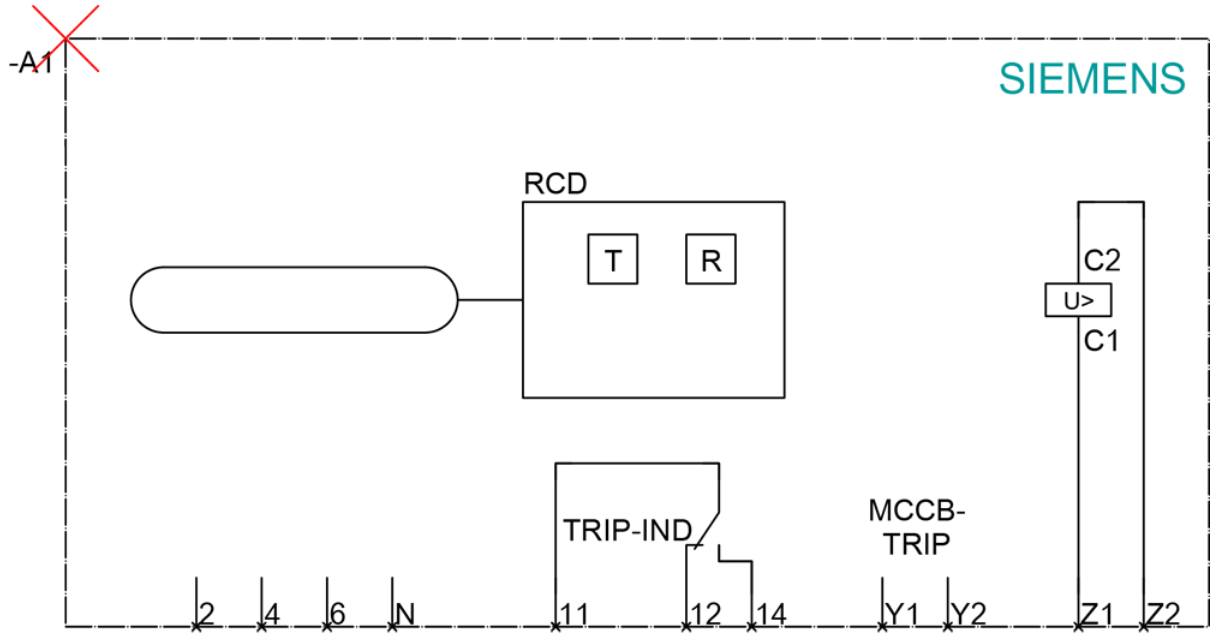 -A1
SIEMENS
RCD
T R
C2
U>
C1
MCCB-
TRIP
TRIP-IND
2 4 6 N 11 12 14 Y1 Y2 Z1 Z2